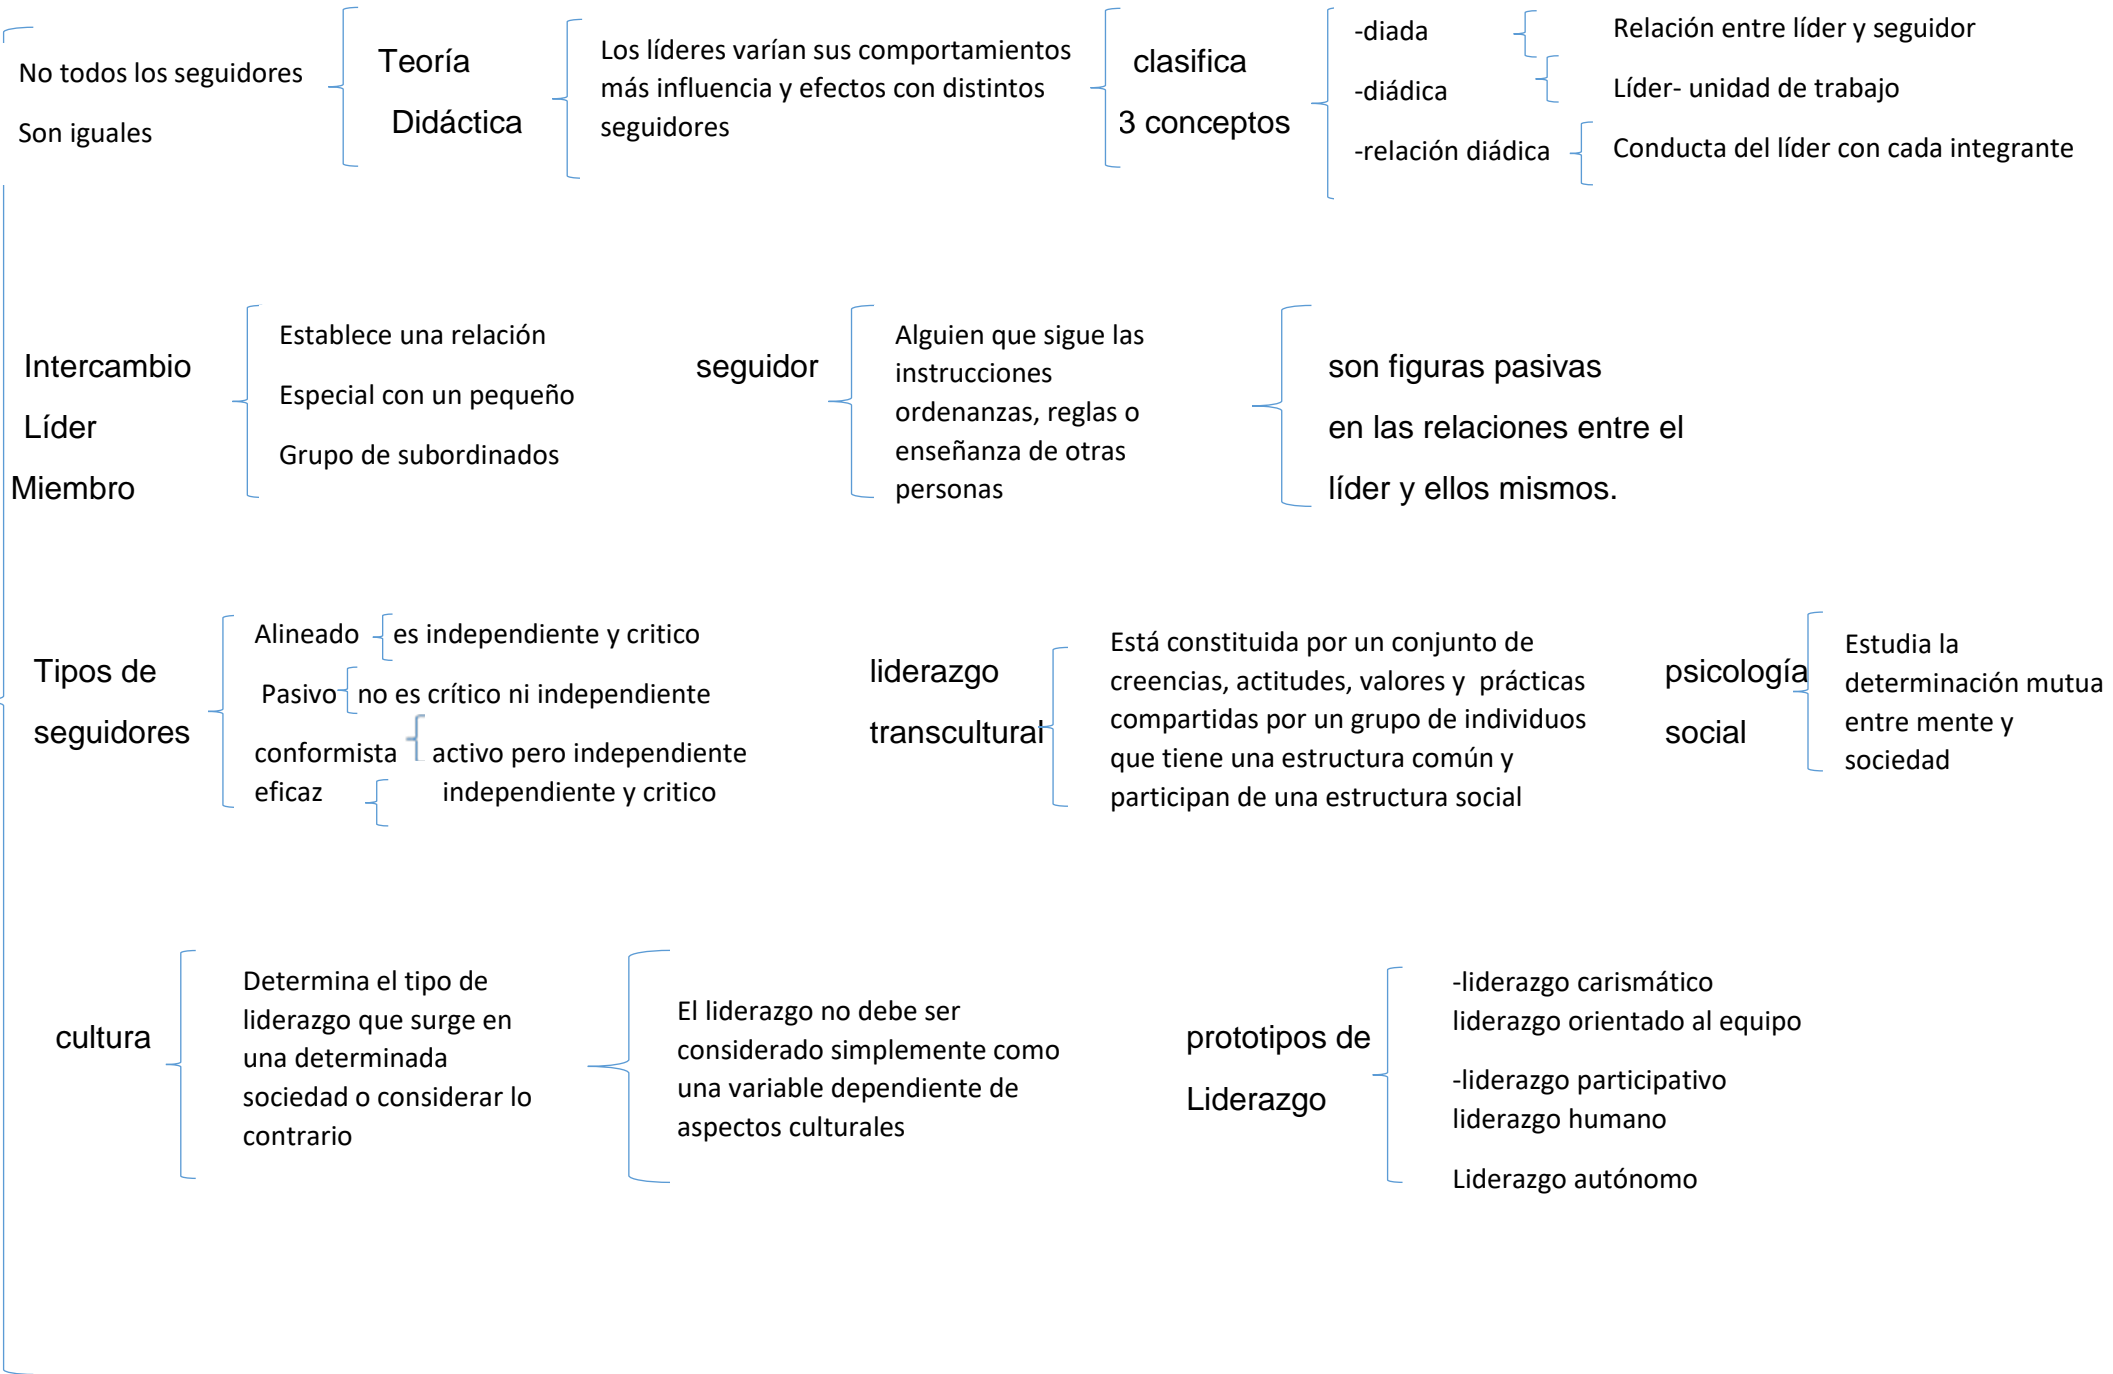 No todos los seguidores
Son iguales
Teoría
Didáctica
Los líderes varían sus comportamientos
más influencia y efectos con distintos
seguidores
clasifica
3 conceptos
-diada
Relación entre líder y seguidor
-diádica
Líder- unidad de trabajo
-relación diádica
Conducta del líder con cada integrante
Intercambio
Líder
Miembro
Establece una relación
Especial con un pequeño
Grupo de subordinados
seguidor
Alguien que sigue las
instrucciones
ordenanzas, reglas o
enseñanza de otras
personas
son figuras pasivas
en las relaciones entre el
líder y ellos mismos.
Tipos de
seguidores
Alineado
es independiente y critico
Pasivo
no es crítico ni independiente
conformista
activo pero independiente
eficaz
independiente y critico
liderazgo
transcultural
Está constituida por un conjunto de
creencias, actitudes, valores y prácticas
compartidas por un grupo de individuos
que tiene una estructura común y
participan de una estructura social
psicología
social
Estudia la
determinación mutua
entre mente y
sociedad
cultura
Determina el tipo de
liderazgo que surge en
una determinada
sociedad o considerar lo
contrario
El liderazgo no debe ser
considerado simplemente como
una variable dependiente de
aspectos culturales
prototipos de
Liderazgo
-liderazgo carismático
liderazgo orientado al equipo
-liderazgo participativo
liderazgo humano
Liderazgo autónomo